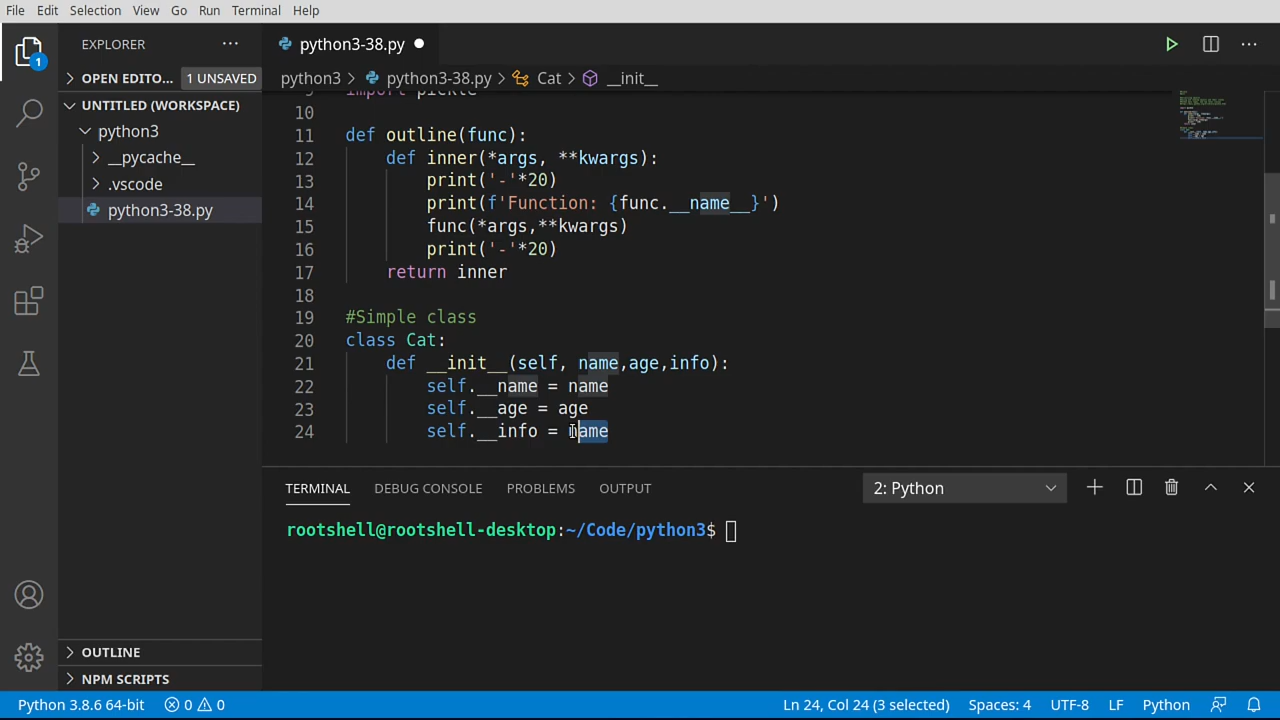 File Edit Selection View Go Run Terminal Help
EXPLORER
python3-38.py
OPEN EDITO... 1 UNSAVED
python3 python3-38.py Cat __init__
1
UNTITLED (WORKSPACE)
python3
__pycache__
.vscode
python3-38.py
9 import pickle
10
11 def outline(func):
12 def inner(*args, **kwargs):
13 print('-'*20)
14 print(f'Function: {func.__name__}')
15 func(*args,**kwargs)
16 print('-'*20)
17 return inner
18
19 #Simple class
20 class Cat:
21 def __init__(self, name,age,info):
22 self.__name = name
23 self.__age = age
24 self.__info = name
TERMINAL DEBUG CONSOLE PROBLEMS OUTPUT 2: Python
rootshell@rootshell-desktop:~/Code/python3$
OUTLINE
NPM SCRIPTS
Python 3.8.6 64-bit 0 0 Ln 24, Col 24 (3 selected) Spaces: 4 UTF-8 LF Python